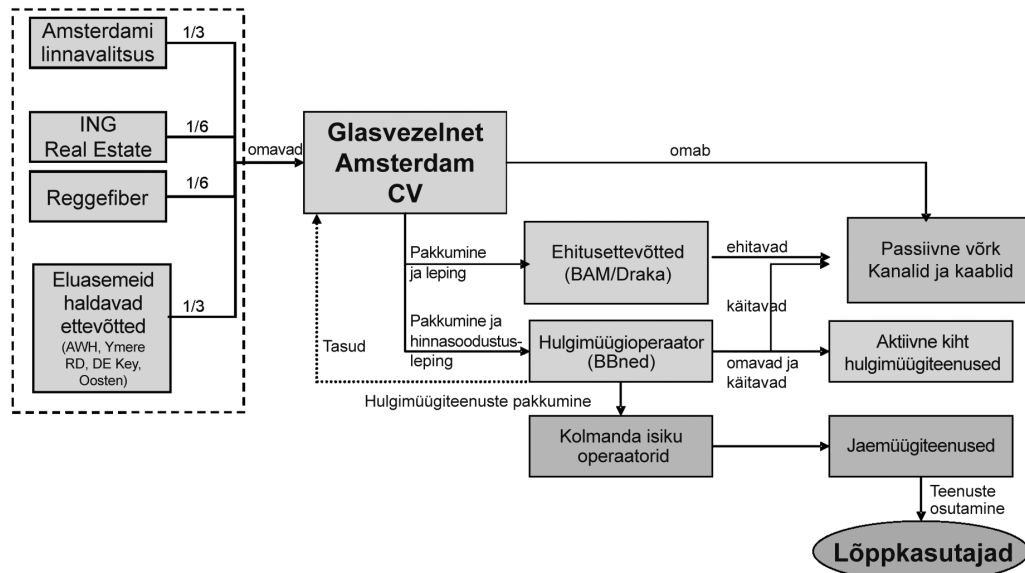 Amsterdami
linnavalitsus
1/3
ING
Real Estate
1/6
Reggefiber
1/6
Eluasemeid
haldavad
ettevõtted
(AWH, Ymere
RD, DE Key,
Oosten)
1/3
omavad
Glasvezelnet
Amsterdam
CV
omab
Pakkumine
ja leping
Ehitusettevõtted
(BAM/Draka)
ehitavad
Passiivne võrk
Kanalid ja kaablid
käitavad
Pakkumine ja
hinnasoodustus-
leping
Tasud
Hulgimüügioperaator
(BBned)
omavad ja
käitavad
Aktiivne kiht
hulgimüügiteenused
Hulgimüügiteenuste pakkumine
Kolmanda isiku
operaatorid
Jaemüügiteenused
Teenuste
osutamine
Lõppkasutajad